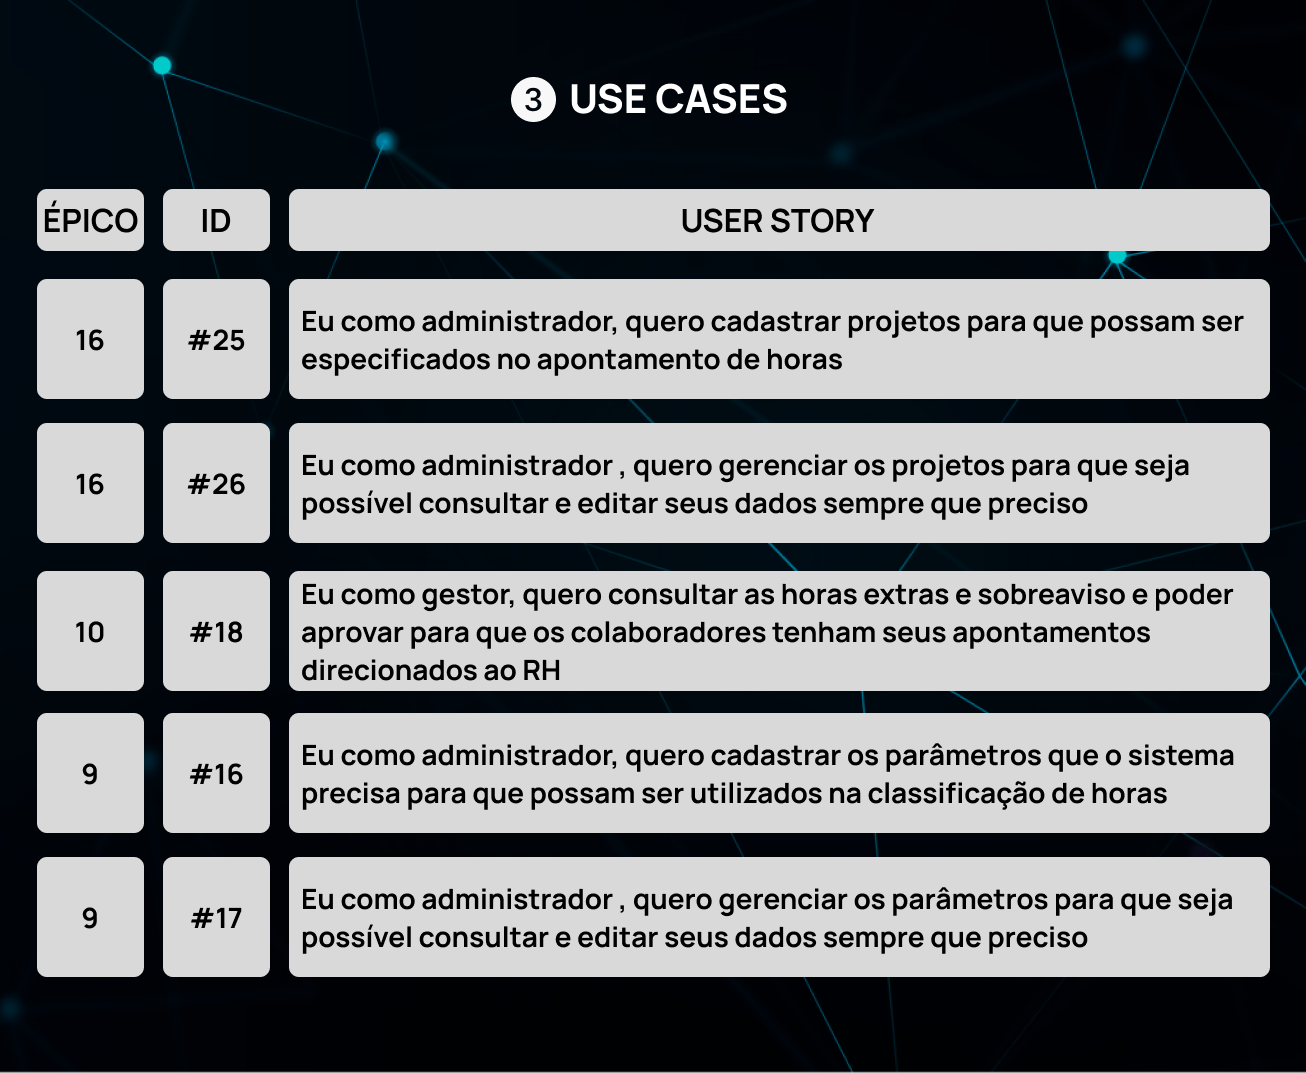 3 USE CASES
ÉPICO ID USER STORY
16 #25 Eu como administrador, quero cadastrar projetos para que possam ser
especificados no apontamento de horas
16 #26 Eu como administrador , quero gerenciar os projetos para que seja
possível consultar e editar seus dados sempre que preciso
10 #18 Eu como gestor, quero consultar as horas extras e sobreaviso e poder
aprovar para que os colaboradores tenham seus apontamentos
direcionados ao RH
9 #16 Eu como administrador, quero cadastrar os parâmetros que o sistema
precisa para que possam ser utilizados na classificação de horas
9 #17 Eu como administrador , quero gerenciar os parâmetros para que seja
possível consultar e editar seus dados sempre que preciso